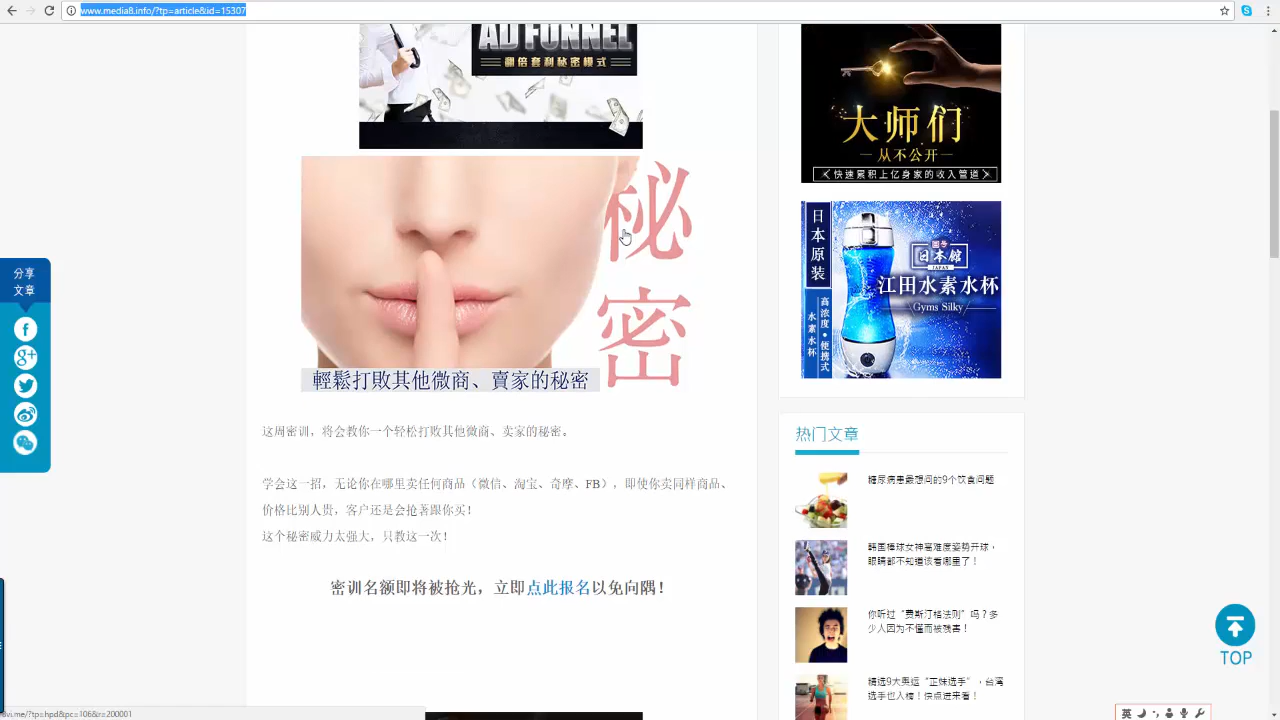 www.media8.info/?tp=article&id=15307
AD FUNNEL
翻倍套利秘密模式
大师们
从不公开
快速累积上亿身家的收入管道
秘密
輕鬆打敗其他微商、賣家的秘密
日本原装
高浓度·便携式
水素水杯
日本館
JAPAN
江田水素水杯
Gyms Silky
分享
文章
这周密训，将会教你一个轻松打败其他微商、卖家的秘密。
学会这一招，无论你在哪里卖任何商品（微信、淘宝、奇摩、FB），即使你卖同样商品、
价格比别人贵，客户还是会抢著跟你买！
这个秘密威力太强大，只教这一次！
密训名额即将被抢光，立即点此报名以免向隅！
热门文章
糖尿病患最想问的9个饮食问题
韩国棒球女神高难度姿势开球，
眼睛都不知道该看哪里了！
你听过“费斯汀格法则”吗？多
少人因为不懂而被残害！
精选9大奥运“正妹选手”，台湾
选手也入榜！快点进来看！
TOP
evi.me/?tp=hpd&pc=106&r=200001
英